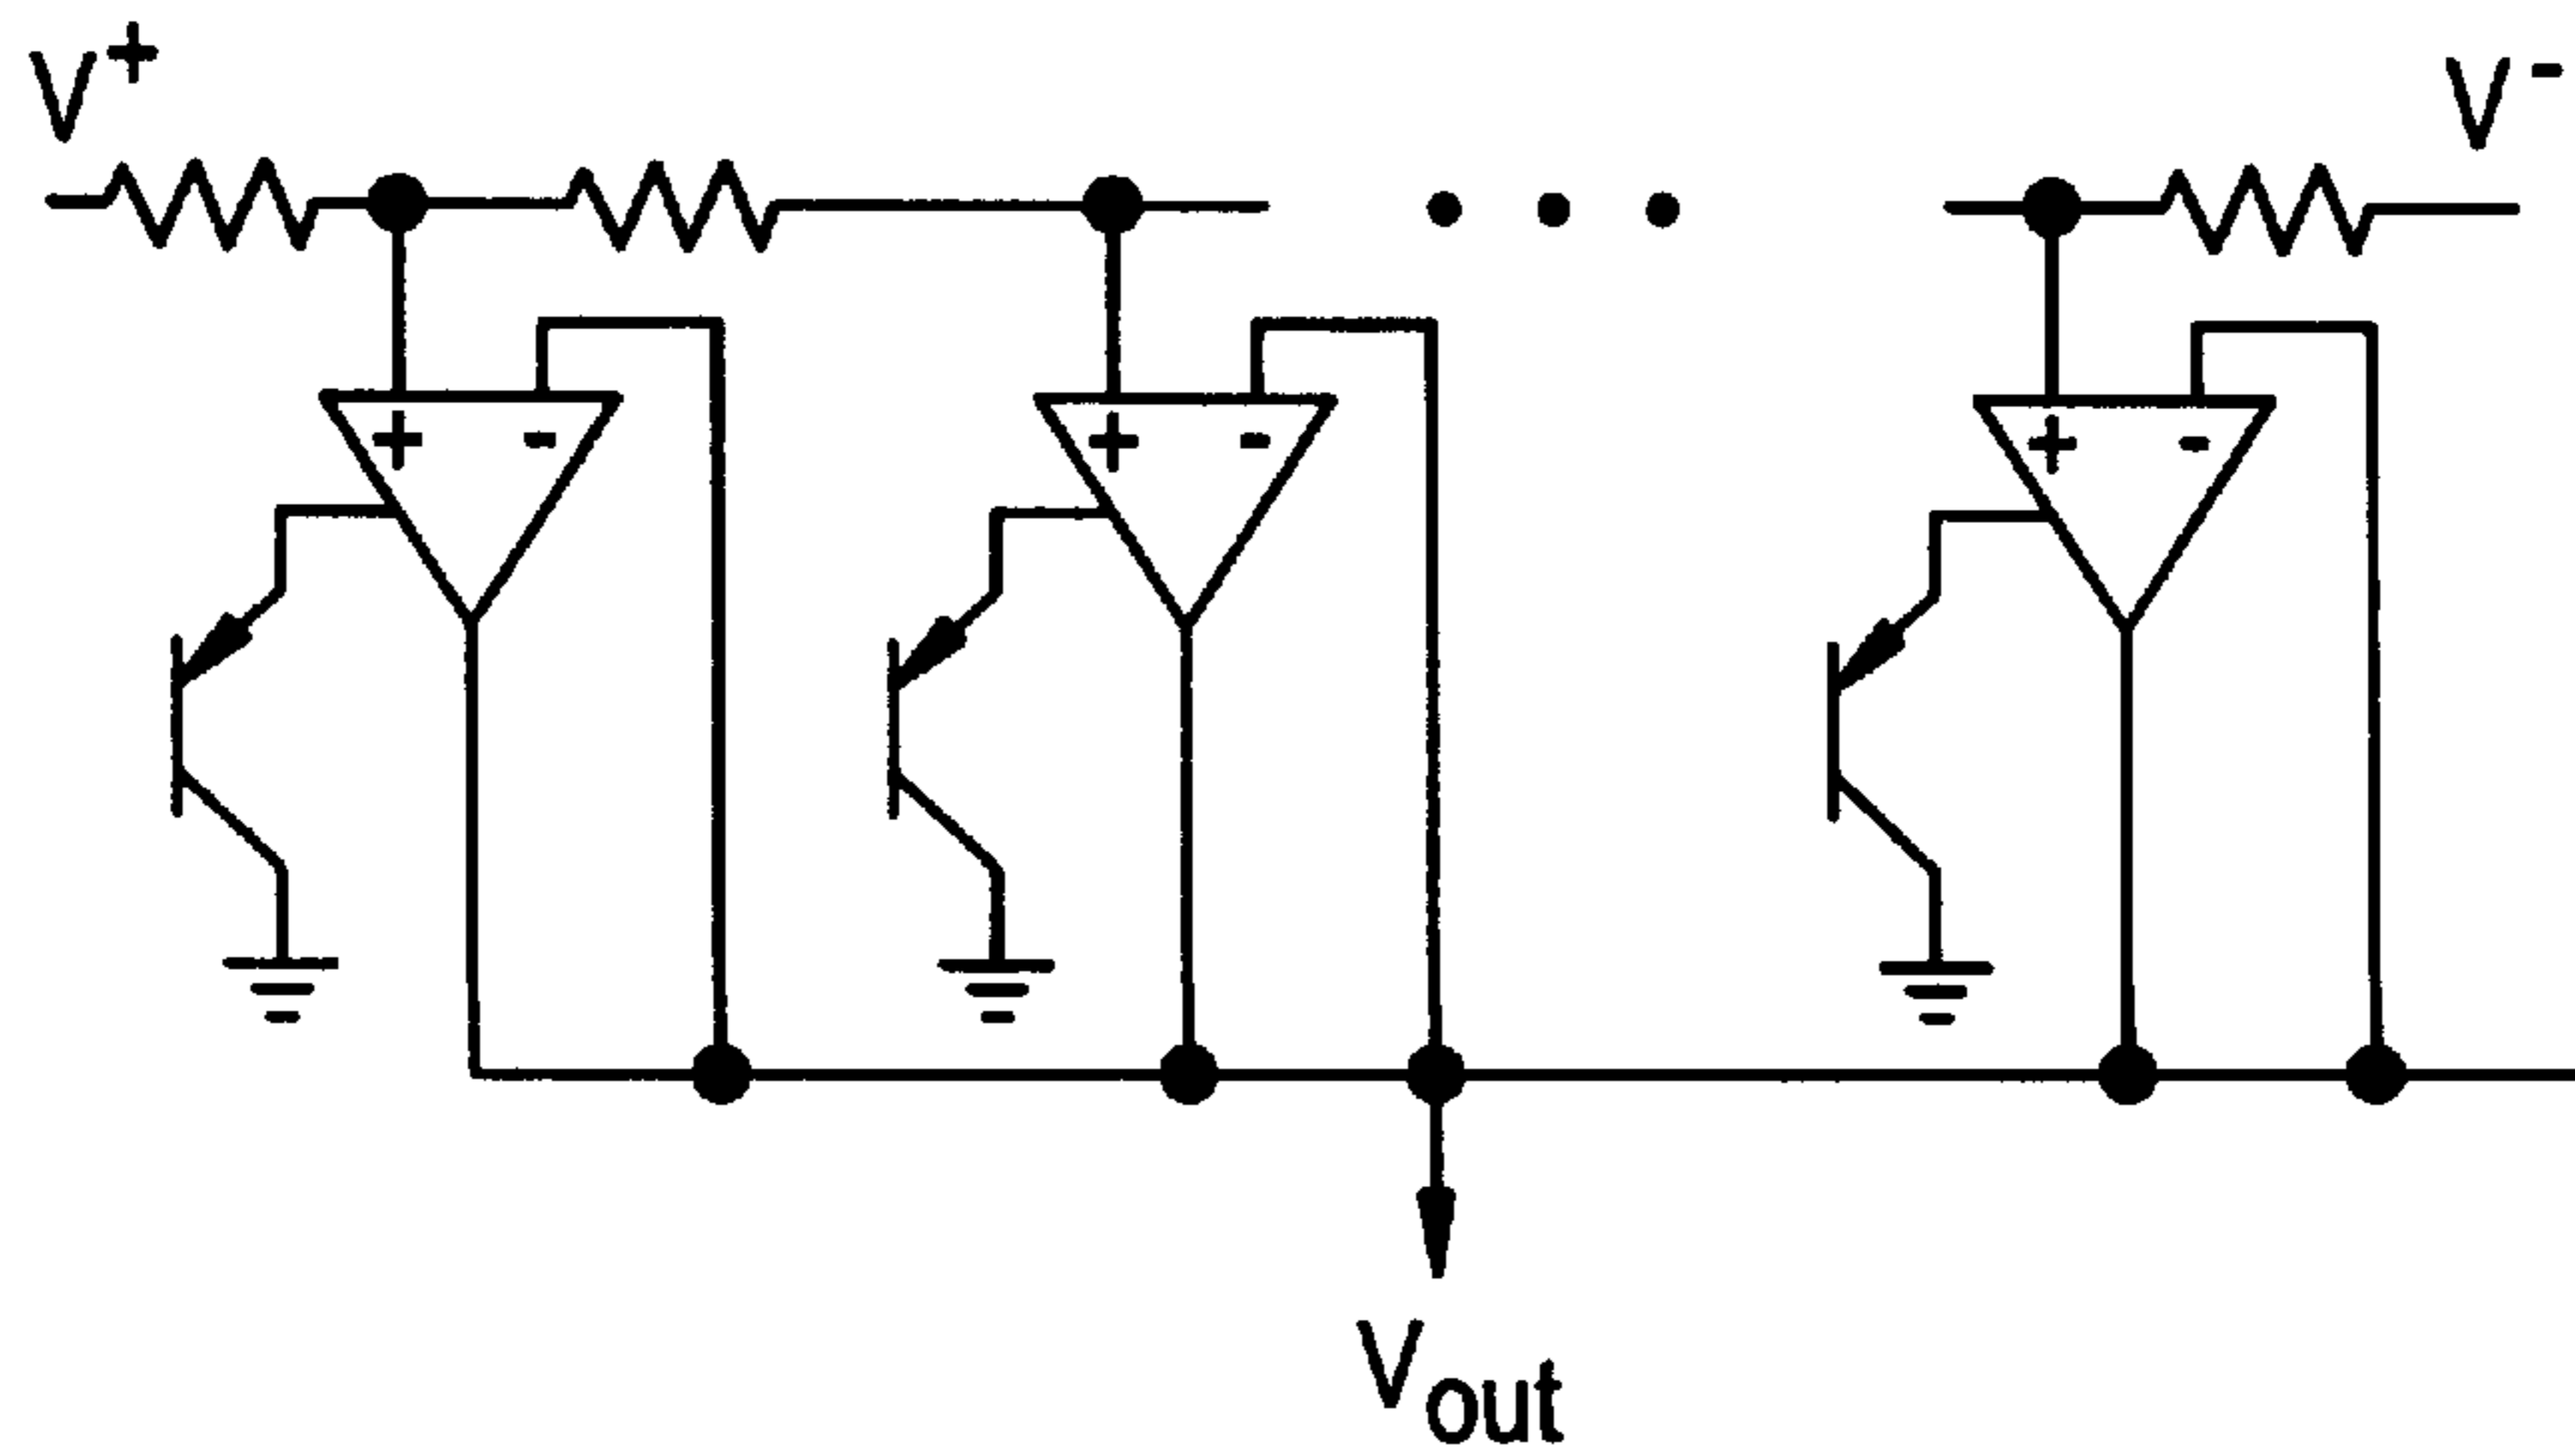 V+
V-
+ -
+ -
+ -
Vout